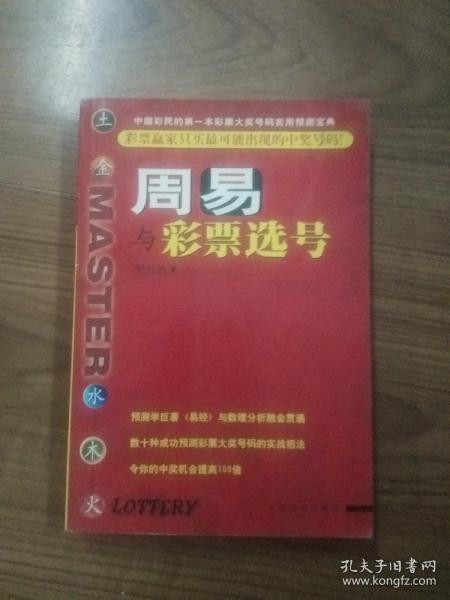 中国彩民的第一本彩票大奖号码实用预测宝典
彩票赢家只买最可能出现的中奖号码!
周易
与彩票选号
土
金
MASTER
水
木
火
LOTTERY
预测学巨著《易经》与数理分析融会贯通
数十种成功预测彩票大奖号码的实战招法
令你的中奖机会提高100倍
孔夫子旧书网
www.kongfz.com